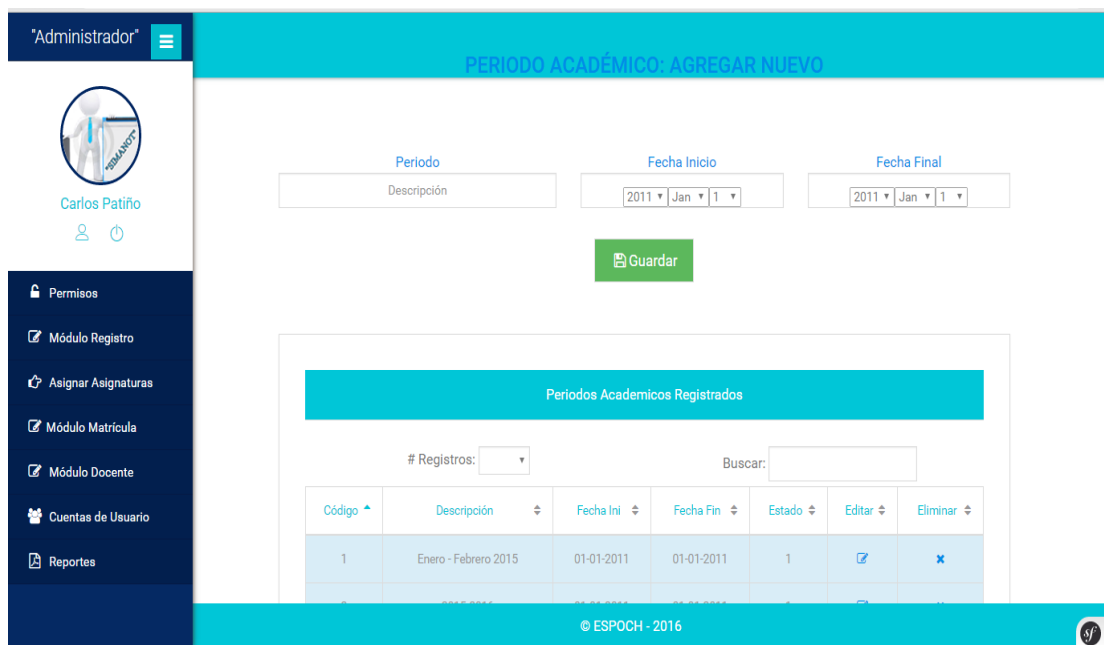 "Administrador"
PERIODO ACADÉMICO: AGREGAR NUEVO
"SIMANOT"
Carlos Patiño
Permisos
Módulo Registro
Asignar Asignaturas
Módulo Matrícula
Módulo Docente
Cuentas de Usuario
Reportes
Periodo Fecha Inicio Fecha Final
Descripción 2011 Jan 1 2011 Jan 1
Guardar
Periodos Academicos Registrados
# Registros: Buscar:
Código Descripción Fecha Ini Fecha Fin Estado Editar Eliminar
1 Enero - Febrero 2015 01-01-2011 01-01-2011 1
© ESPOCH - 2016
sf